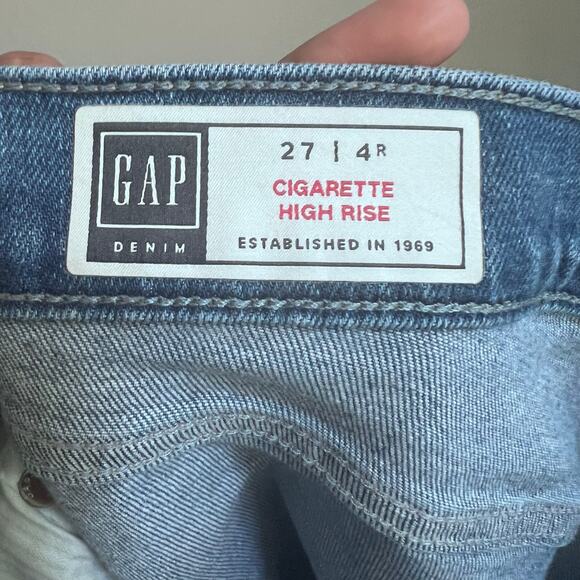 GAP
DENIM
27 | 4R
CIGARETTE
HIGH RISE
ESTABLISHED IN 1969